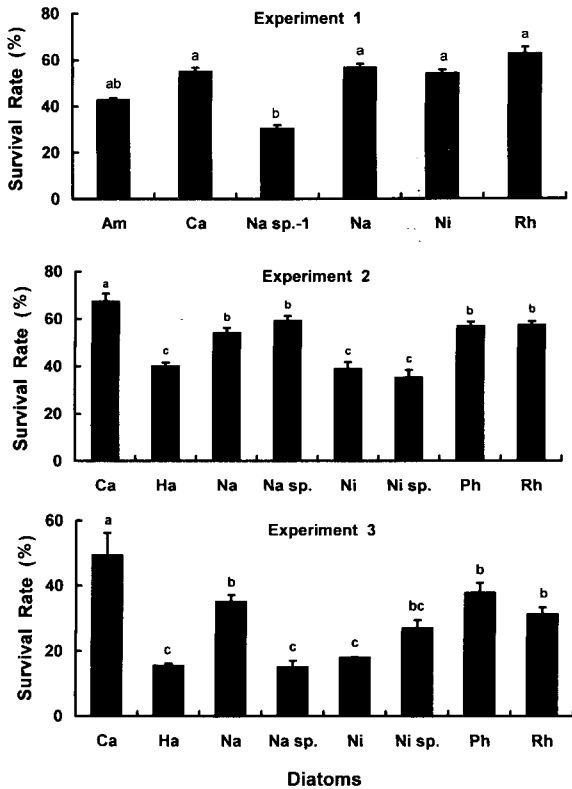 Experiment 1
Survival Rate (%)
80
60
40
20
0
ab
a
b
a
a
a
Am Ca Na sp.-1 Na Ni Rh
Experiment 2
Survival Rate (%)
80
60
40
20
0
a
c
b
b
c
c
b
b
Ca Ha Na Na sp. Ni Ni sp. Ph Rh
Experiment 3
Survival Rate (%)
60
40
20
0
a
c
b
c
c
bc
b
b
Ca Ha Na Na sp. Ni Ni sp. Ph Rh
Diatoms